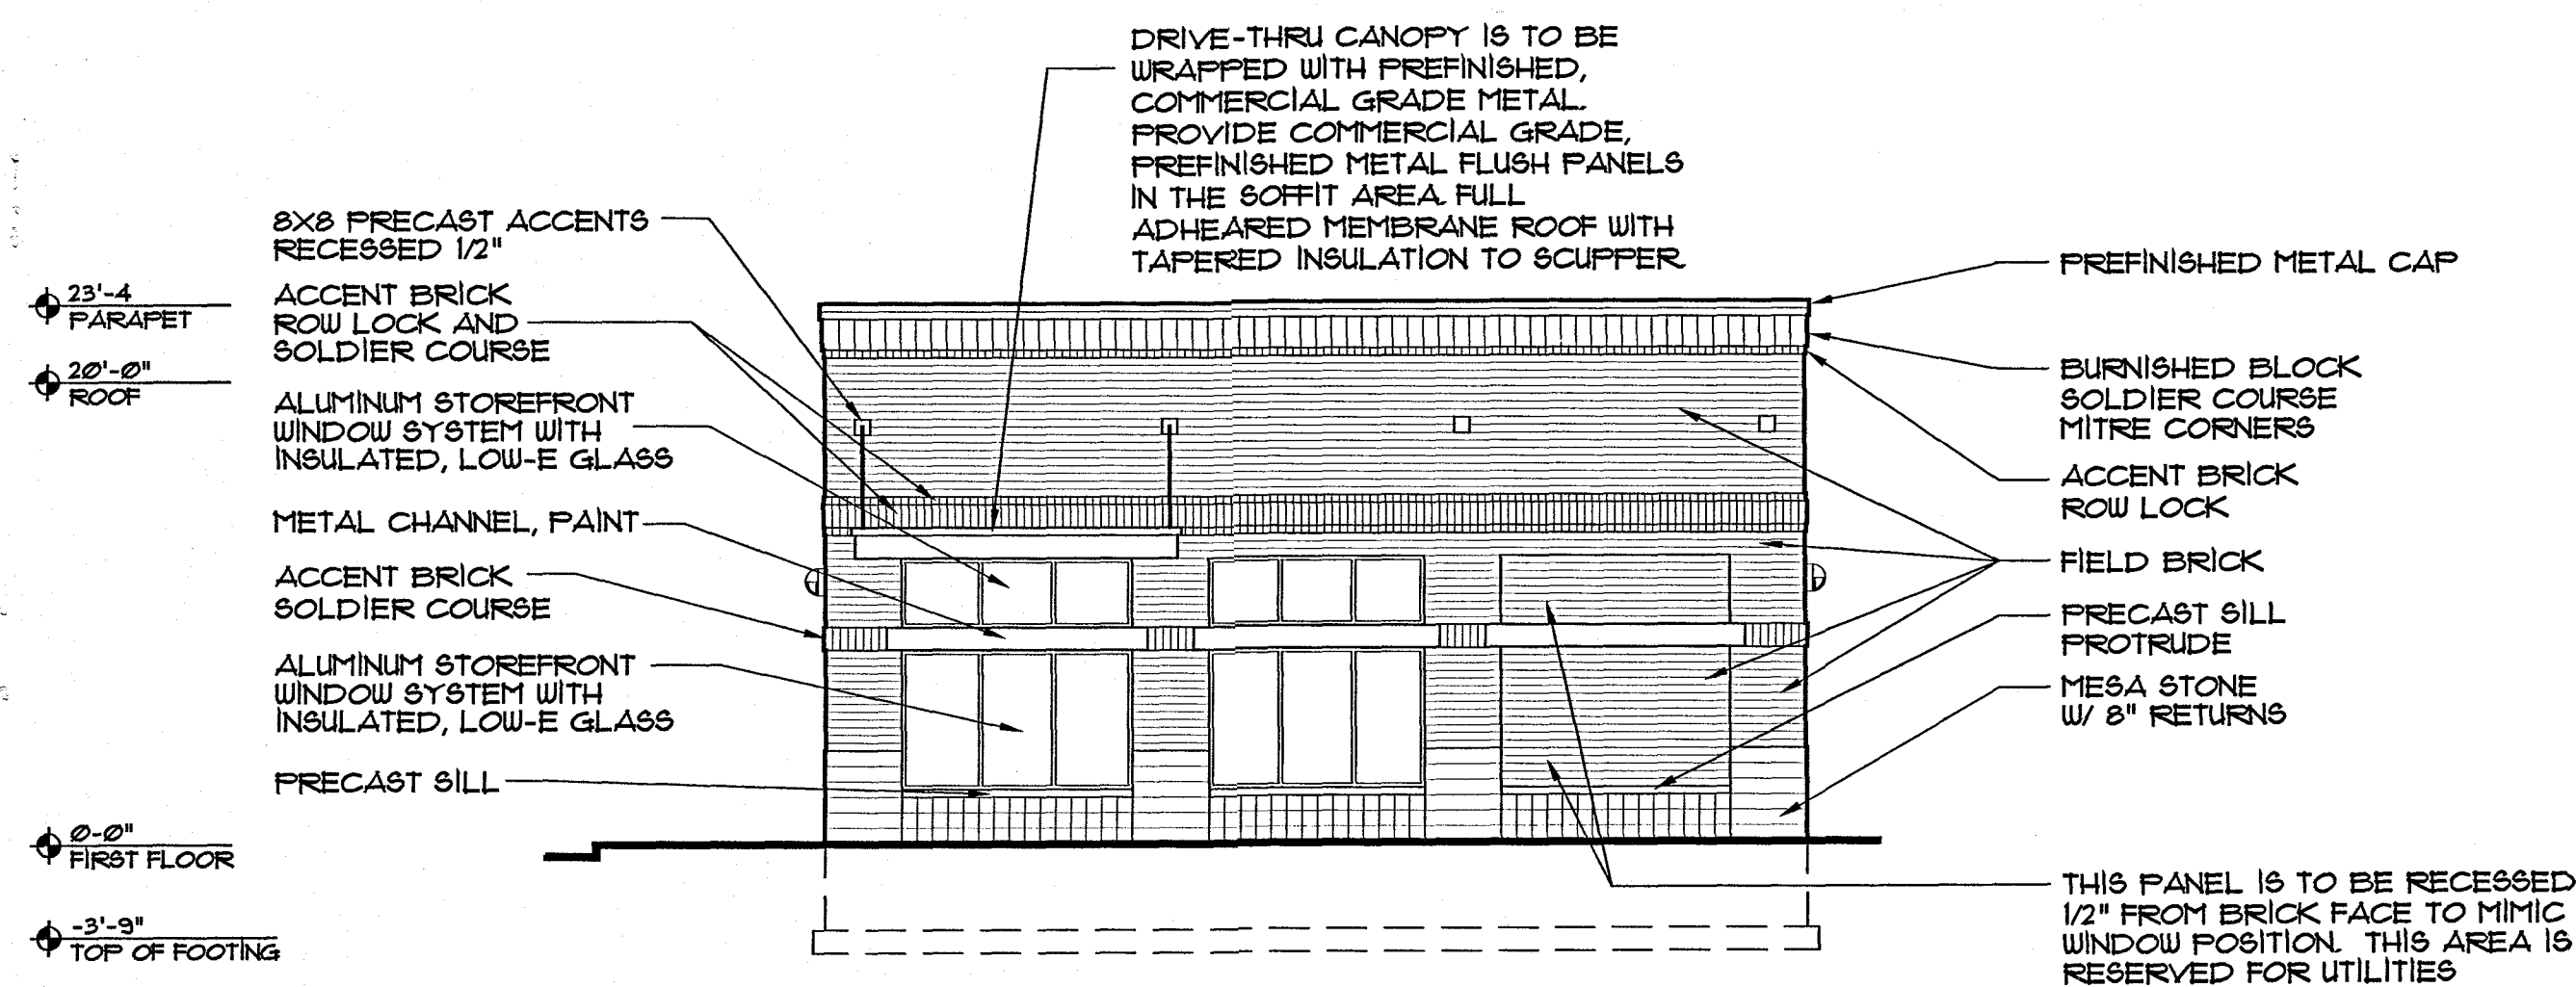 DRIVE-THRU CANOPY IS TO BE
WRAPPED WITH PREFINISHED,
COMMERCIAL GRADE METAL.
PROVIDE COMMERCIAL GRADE,
PREFINISHED METAL FLUSH PANELS
IN THE SOFFIT AREA. FULL
ADHEARED MEMBRANE ROOF WITH
TAPERED INSULATION TO SCUPPER
23'-4
PARAPET
20'-0"
ROOF
0-0"
FIRST FLOOR
-3'-9"
TOP OF FOOTING
8X8 PRECAST ACCENTS
RECESSED 1/2"
ACCENT BRICK
ROW LOCK AND
SOLDIER COURSE
ALUMINUM STOREFRONT
WINDOW SYSTEM WITH
INSULATED, LOW-E GLASS
METAL CHANNEL, PAINT
ACCENT BRICK
SOLDIER COURSE
ALUMINUM STOREFRONT
WINDOW SYSTEM WITH
INSULATED, LOW-E GLASS
PRECAST SILL
PREFINISHED METAL CAP
BURNISHED BLOCK
SOLDIER COURSE
MITRE CORNERS
ACCENT BRICK
ROW LOCK
FIELD BRICK
PRECAST SILL
PROTRUDE
MESA STONE
W/ 8" RETURNS
THIS PANEL IS TO BE RECESSED
1/2" FROM BRICK FACE TO MIMIC
WINDOW POSITION. THIS AREA IS
RESERVED FOR UTILITIES